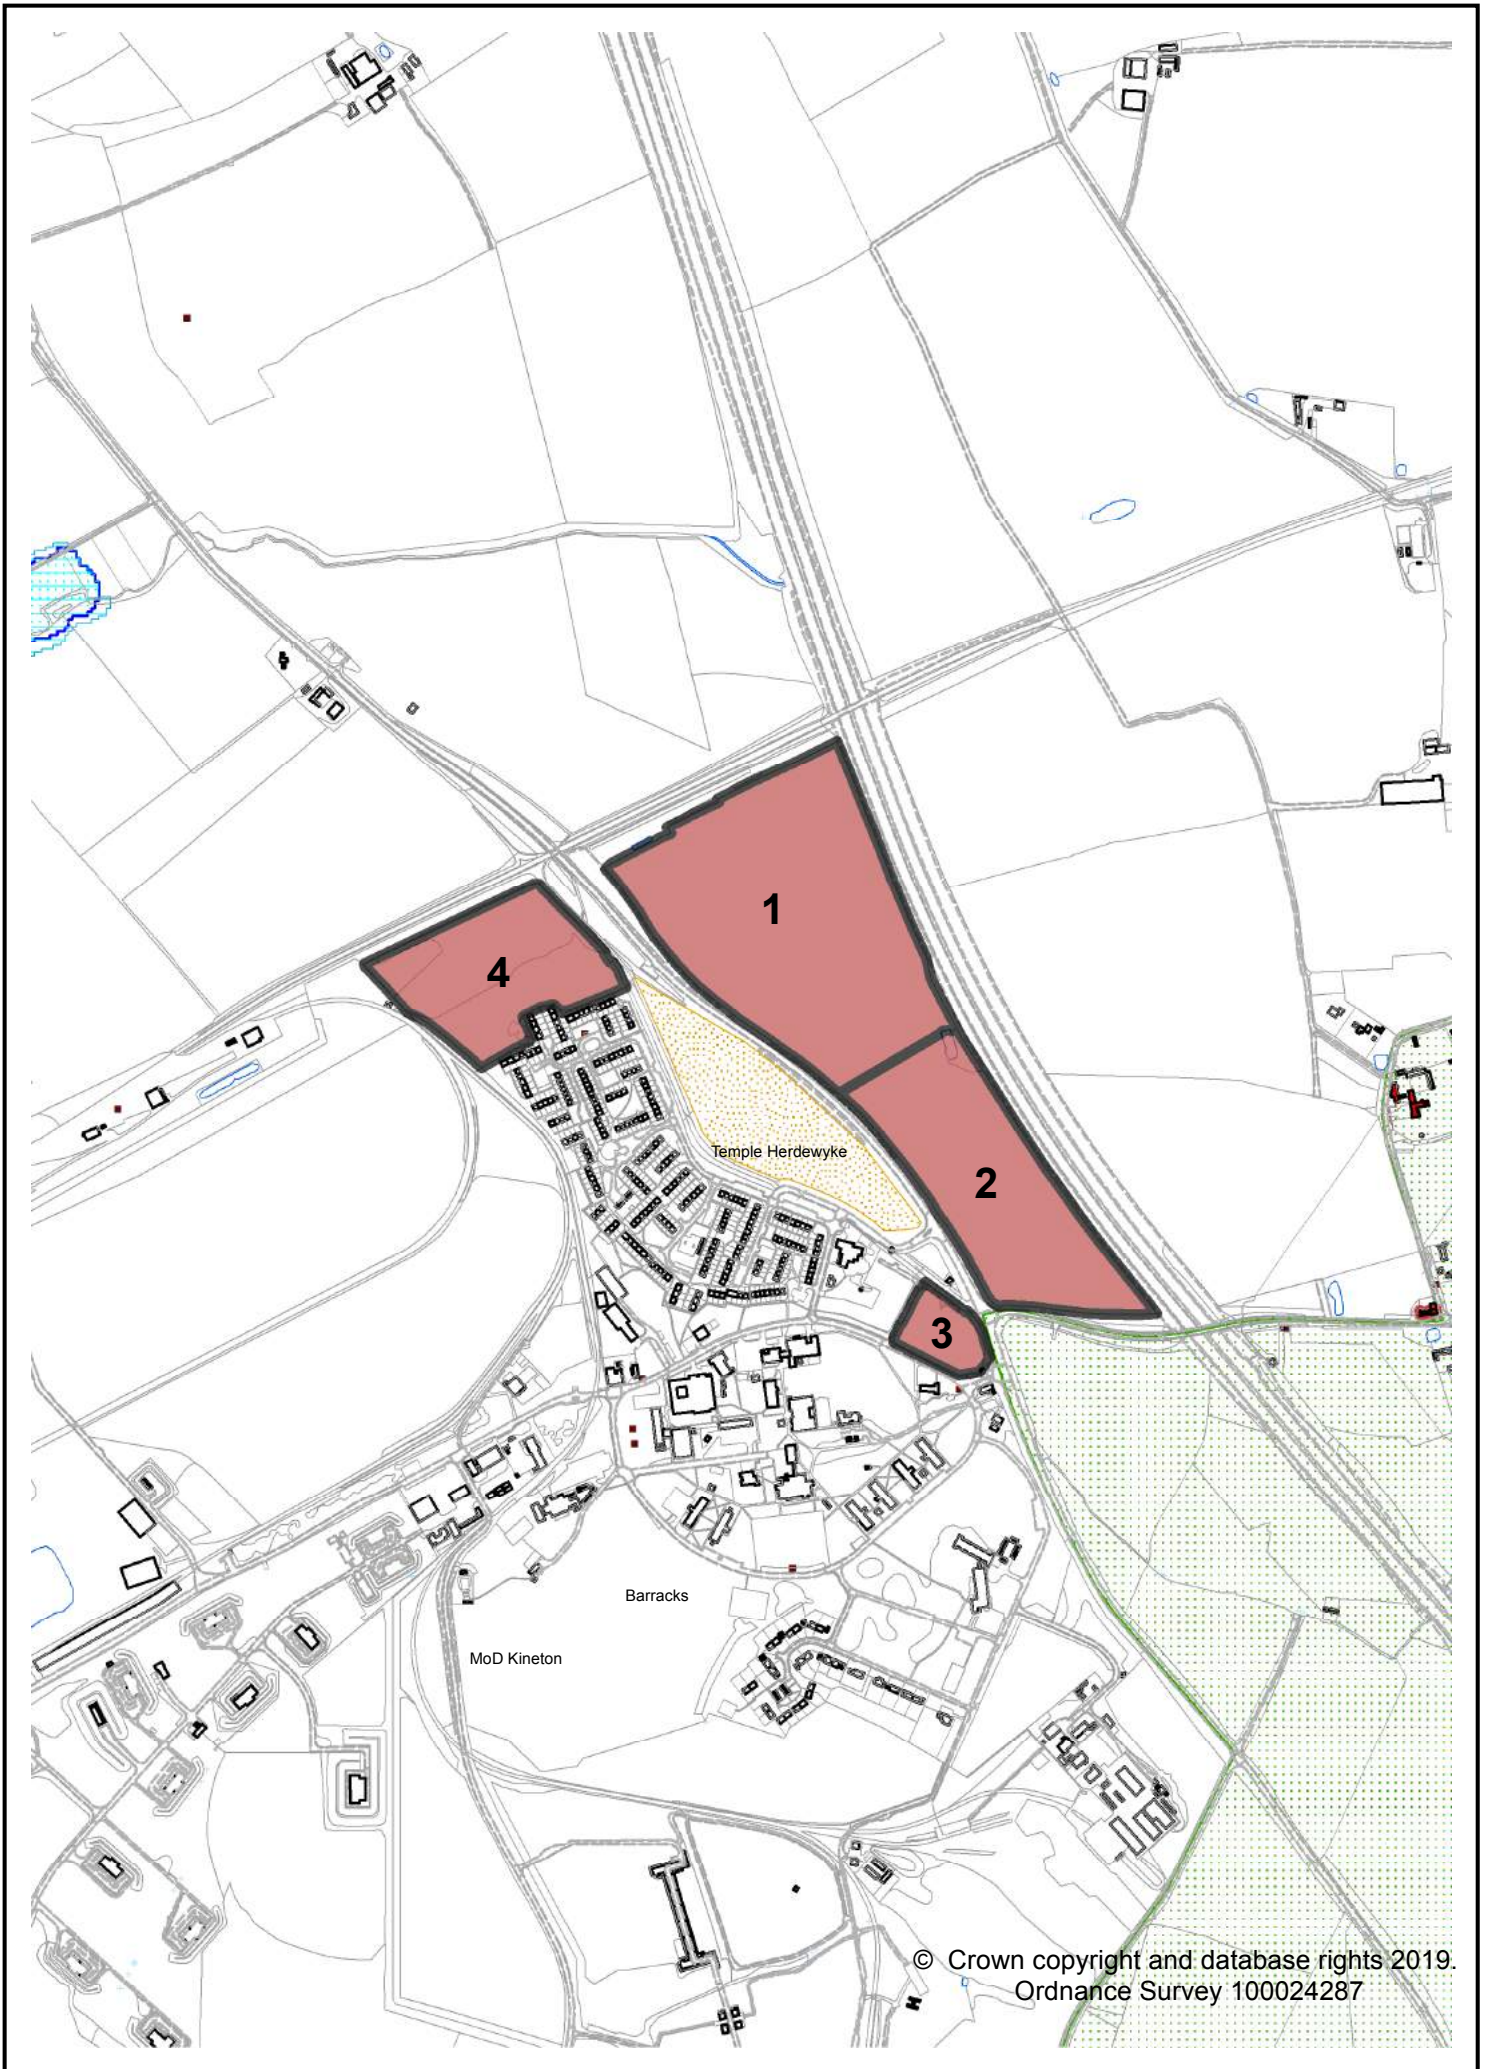 1
4
Temple Herdewyke
2
3
Barracks
MoD Kineton
© Crown copyright and database rights 2019.
Ordnance Survey 100024287